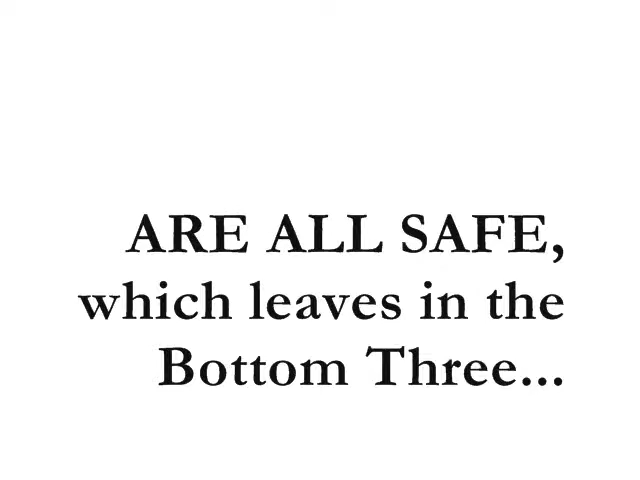 ARE ALL SAFE,
which leaves in the
Bottom Three...